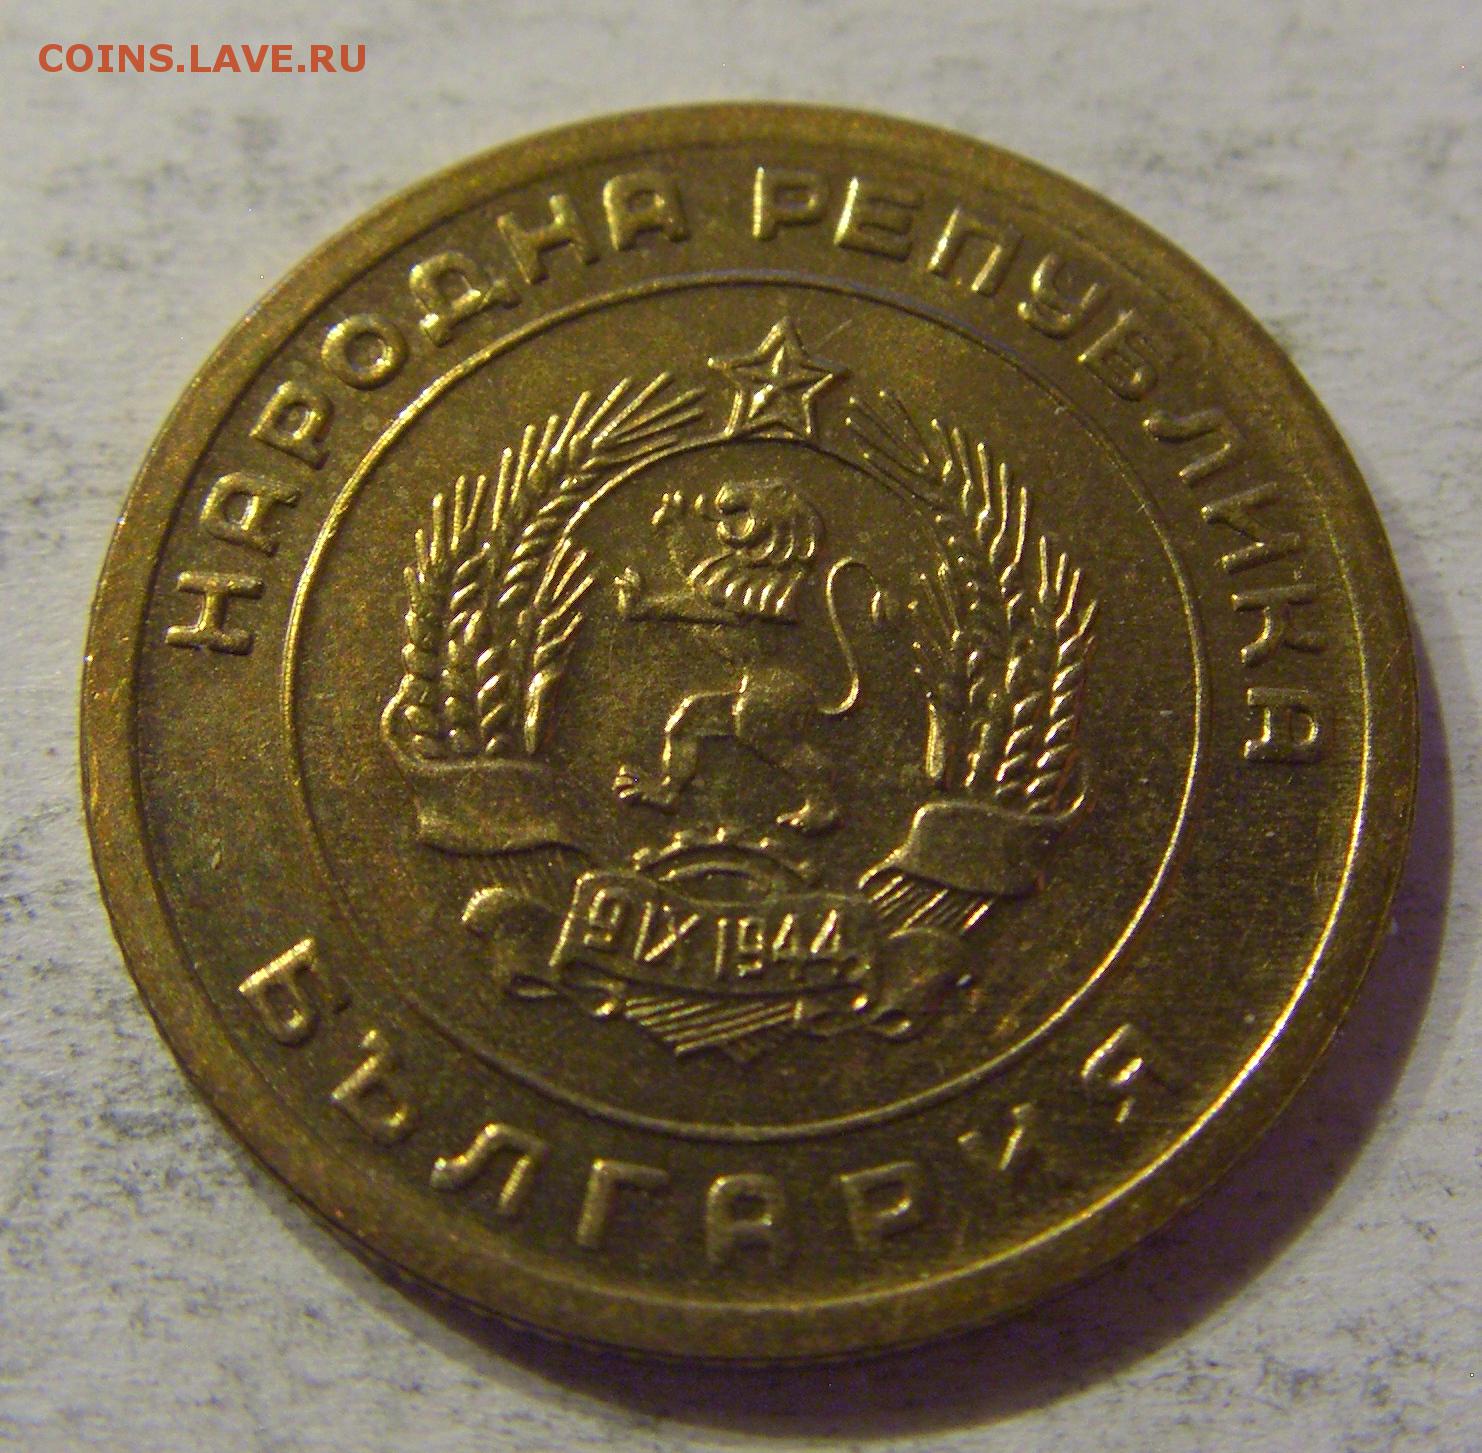 COINS.LAVE.RU
НАРОДНА РЕПУБЛИКА
БЪЛГАРИЯ
9 IX 1944